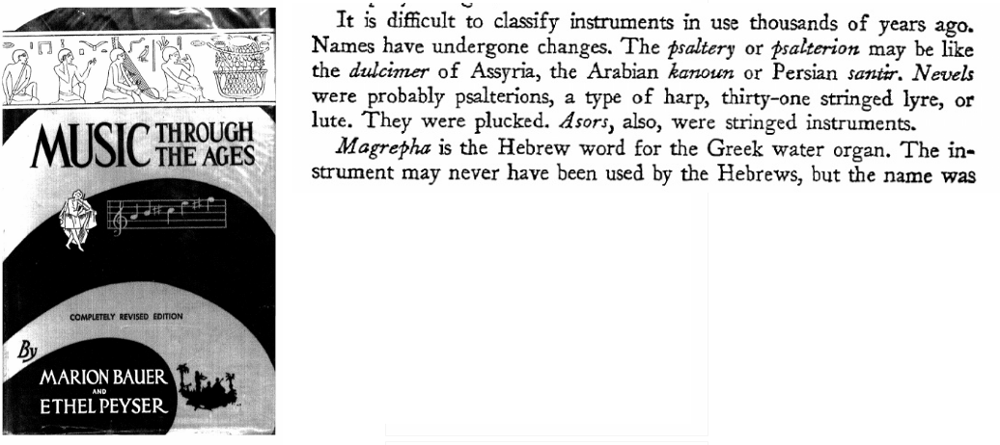 MUSIC THROUGH
THE AGES
COMPLETELY REVISED EDITION
By
MARION BAUER
AND
ETHEL PEYSER
It is difficult to classify instruments in use thousands of years ago.
Names have undergone changes. The psaltery or psalterion may be like
the dulcimer of Assyria, the Arabian kanoun or Persian santir. Nevels
were probably psalterions, a type of harp, thirty-one stringed lyre, or
lute. They were plucked. Asors, also, were stringed instruments.
Magrepha is the Hebrew word for the Greek water organ. The in-
strument may never have been used by the Hebrews, but the name was